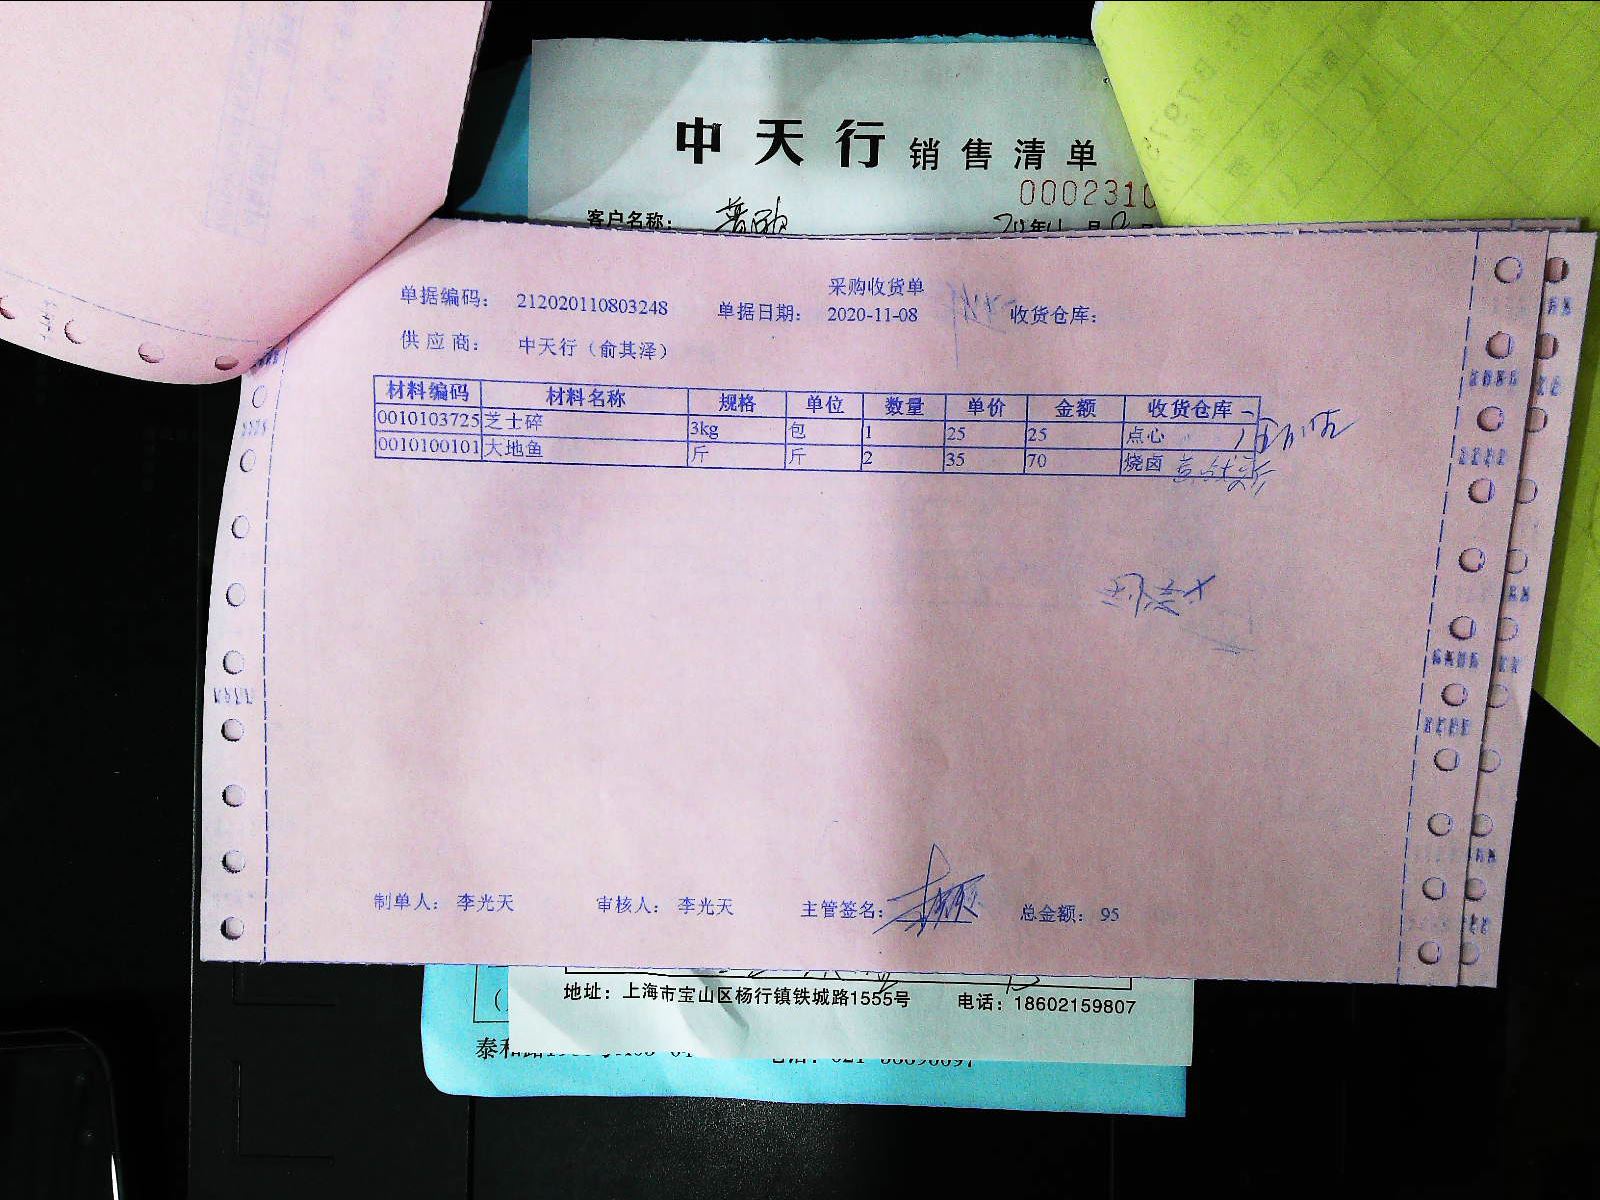 中天行 销售清单
0002310
客户名称：
采购收货单
单据编码： 212020110803248 单据日期： 2020-11-08 收货仓库：
供应商： 中天行（俞其泽）
材料编码 材料名称 规格 单位 数量 单价 金额 收货仓库
0010103725 芝士碎 3kg 包 1 25 25 点心
0010100101 大地鱼 斤 斤 2 35 70 烧卤
制单人： 李光天 审核人： 李光天 主管签名： 总金额： 95
地址：上海市宝山区杨行镇铁城路1555号 电话：18602159807